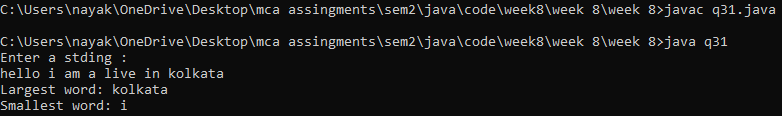 C:\Users\nayak\OneDrive\Desktop\mca assingments\sem2\java\code\week8\week 8\week 8>javac q31.java
C:\Users\nayak\OneDrive\Desktop\mca assingments\sem2\java\code\week8\week 8\week 8>java q31
Enter a stding :
hello i am a live in kolkata
Largest word: kolkata
Smallest word: i